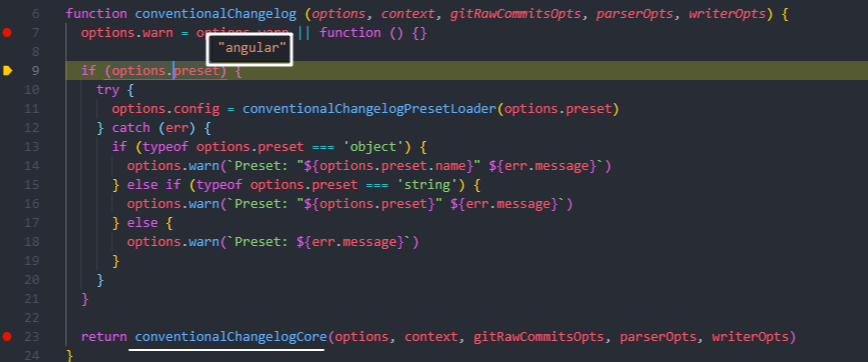 6 function conventionalChangelog (options, context, gitRawCommitsOpts, parserOpts, writerOpts) {
7 options.warn = options.warn || function () {}
"angular"
8
9 if (options.preset) {
10 try {
11 options.config = conventionalChangelogPresetLoader(options.preset)
12 } catch (err) {
13 if (typeof options.preset === 'object') {
14 options.warn(`Preset: "${options.preset.name}" ${err.message}`)
15 } else if (typeof options.preset === 'string') {
16 options.warn(`Preset: "${options.preset}" ${err.message}`)
17 } else {
18 options.warn(`Preset: ${err.message}`)
19 }
20 }
21 }
22
23 return conventionalChangelogCore(options, context, gitRawCommitsOpts, parserOpts, writerOpts)
24 }